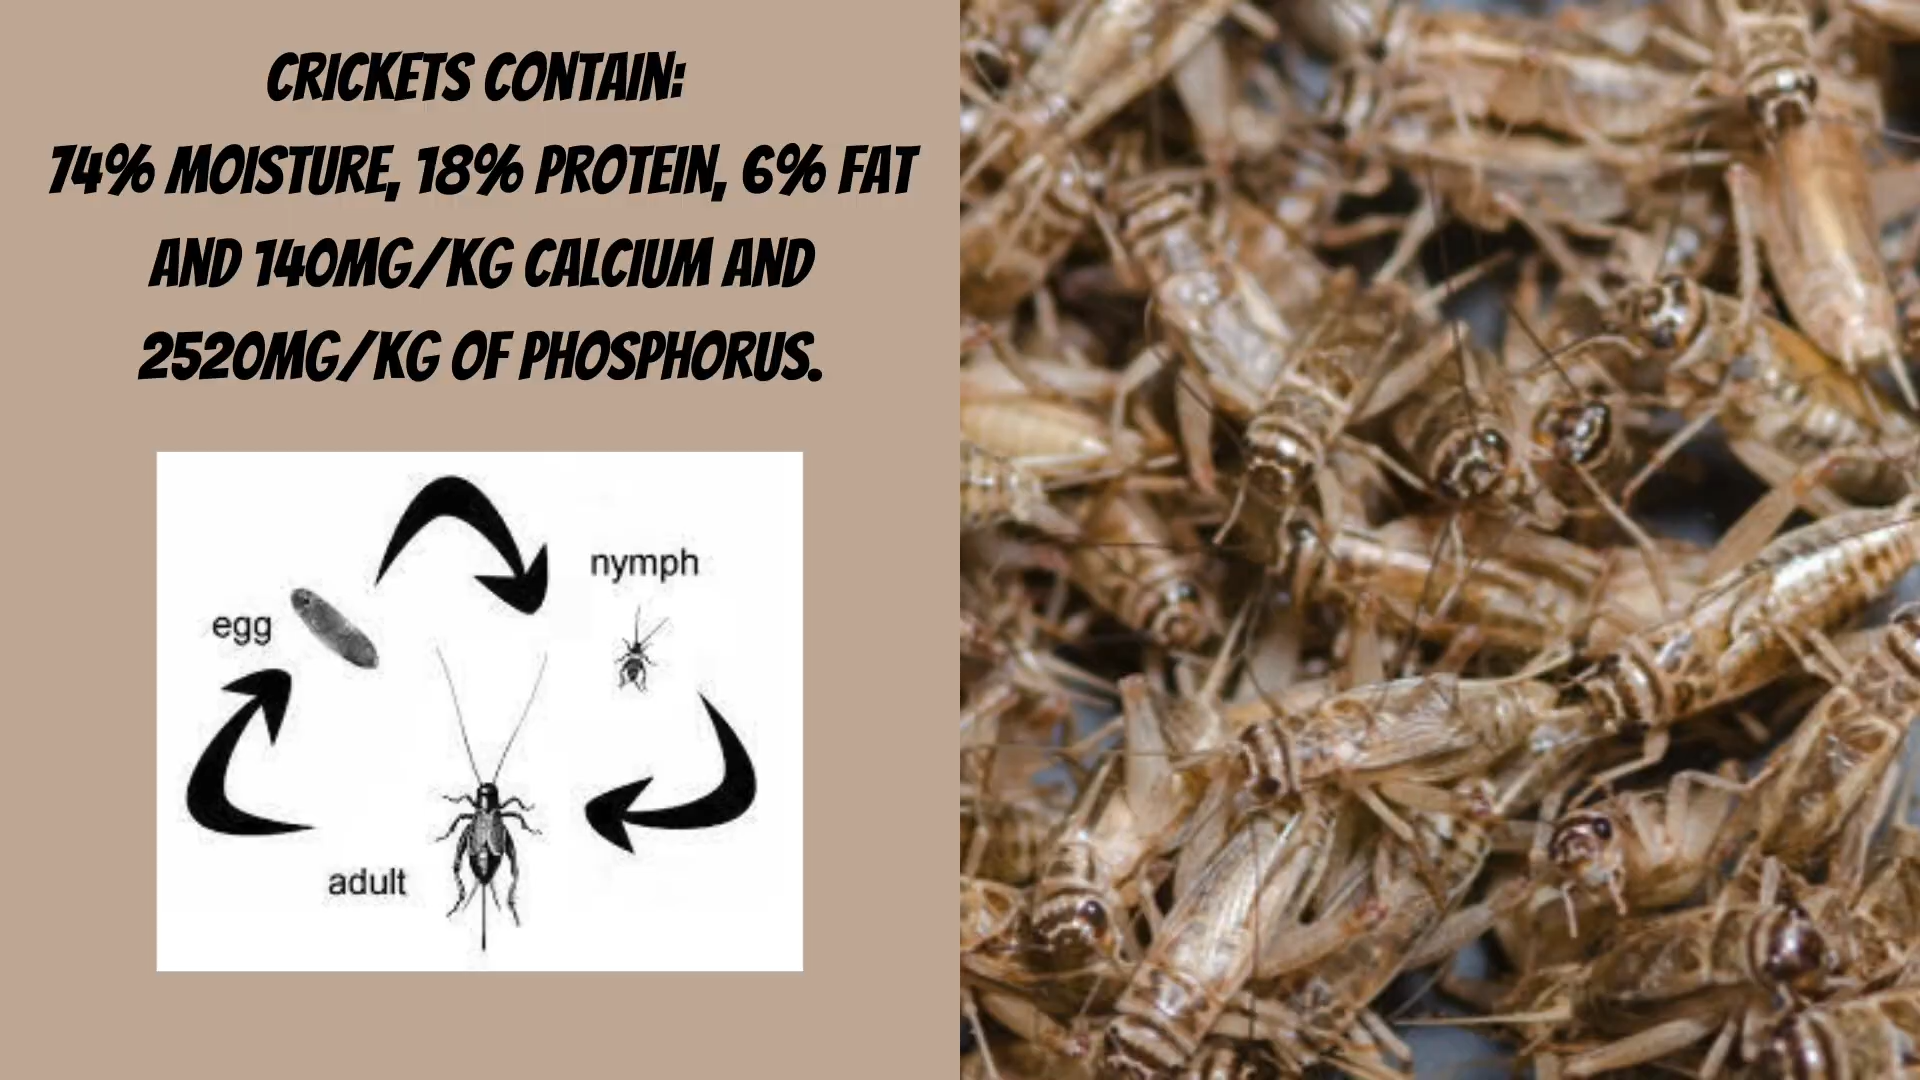 CRICKETS CONTAIN:
74% MOISTURE, 18% PROTEIN, 6% FAT
AND 140MG/KG CALCIUM AND
2520MG/KG OF PHOSPHORUS.
nymph
egg
adult